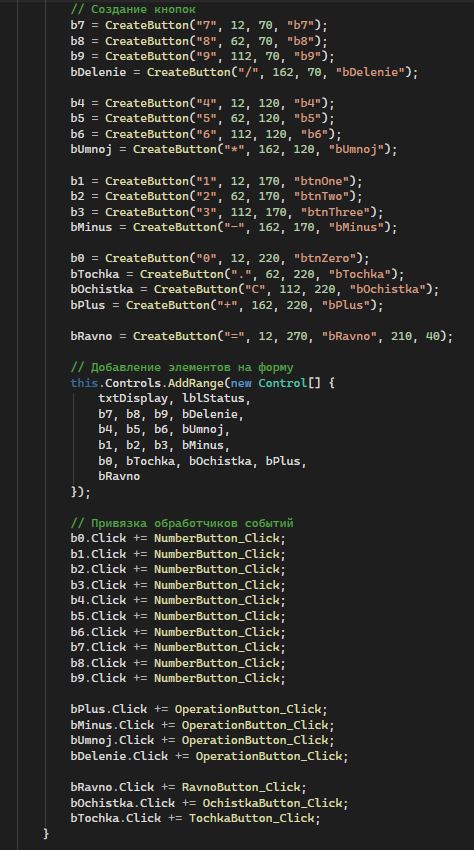 // Создание кнопок
b7 = CreateButton("7", 12, 70, "b7");
b8 = CreateButton("8", 62, 70, "b8");
b9 = CreateButton("9", 112, 70, "b9");
bDelenie = CreateButton("/", 162, 70, "bDelenie");
b4 = CreateButton("4", 12, 120, "b4");
b5 = CreateButton("5", 62, 120, "b5");
b6 = CreateButton("6", 112, 120, "b6");
bUmnoj = CreateButton("*", 162, 120, "bUmnoj");
b1 = CreateButton("1", 12, 170, "btnOne");
b2 = CreateButton("2", 62, 170, "btnTwo");
b3 = CreateButton("3", 112, 170, "btnThree");
bMinus = CreateButton("-", 162, 170, "bMinus");
b0 = CreateButton("0", 12, 220, "btnZero");
bTochka = CreateButton(".", 62, 220, "bTochka");
bOchistka = CreateButton("C", 112, 220, "bOchistka");
bPlus = CreateButton("+", 162, 220, "bPlus");
bRavno = CreateButton("=", 12, 270, "bRavno", 210, 40);
// Добавление элементов на форму
this.Controls.AddRange(new Control[] {
txtDisplay, lblStatus,
b7, b8, b9, bDelenie,
b4, b5, b6, bUmnoj,
b1, b2, b3, bMinus,
b0, bTochka, bOchistka, bPlus,
bRavno
});
// Привязка обработчиков событий
b0.Click += NumberButton_Click;
b1.Click += NumberButton_Click;
b2.Click += NumberButton_Click;
b3.Click += NumberButton_Click;
b4.Click += NumberButton_Click;
b5.Click += NumberButton_Click;
b6.Click += NumberButton_Click;
b7.Click += NumberButton_Click;
b8.Click += NumberButton_Click;
b9.Click += NumberButton_Click;
bPlus.Click += OperationButton_Click;
bMinus.Click += OperationButton_Click;
bUmnoj.Click += OperationButton_Click;
bDelenie.Click += OperationButton_Click;
bRavno.Click += RavnoButton_Click;
bOchistka.Click += OchistkaButton_Click;
bTochka.Click += TochkaButton_Click;
}